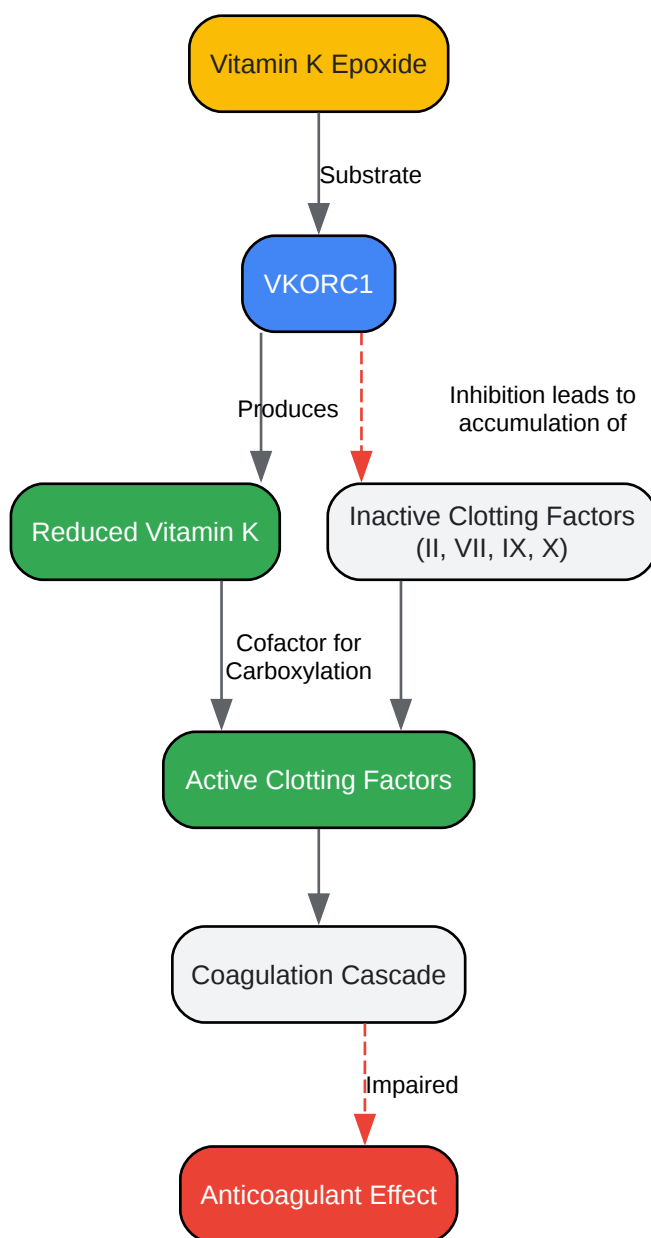 Vitamin K Epoxide
Substrate
VKORC1
Produces
Inhibition leads to
accumulation of
Reduced Vitamin K
Inactive Clotting Factors
(II, VII, IX, X)
Cofactor for
Carboxylation
Active Clotting Factors
Coagulation Cascade
Impaired
Anticoagulant Effect